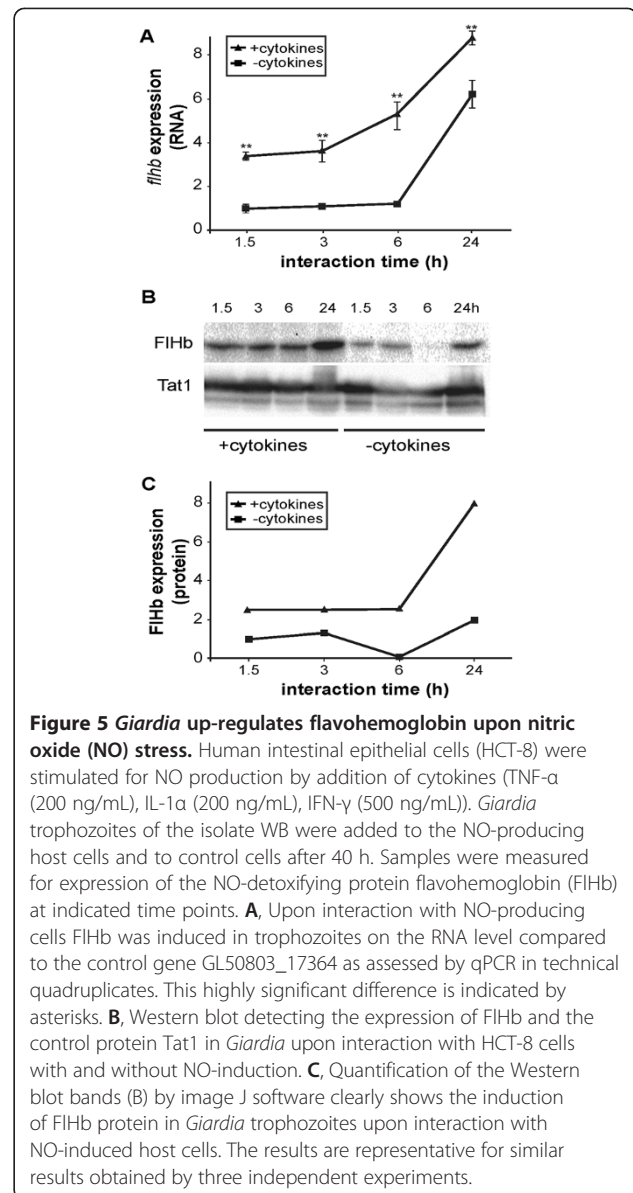 A
+cytokines
-cytokines
flhb expression
(RNA)
8
6
4
2
0
**
**
**
**
1.5 3 6 24
interaction time (h)
B
1.5 3 6 24 1.5 3 6 24h
FlHb
Tat1
+cytokines -cytokines
C
+cytokines
-cytokines
FlHb expression
(protein)
8
6
4
2
0
1.5 3 6 24
interaction time (h)
Figure 5 Giardia up-regulates flavohemoglobin upon nitric
oxide (NO) stress. Human intestinal epithelial cells (HCT-8) were
stimulated for NO production by addition of cytokines (TNF-α
(200 ng/mL), IL-1α (200 ng/mL), IFN-γ (500 ng/mL)). Giardia
trophozoites of the isolate WB were added to the NO-producing
host cells and to control cells after 40 h. Samples were measured
for expression of the NO-detoxifying protein flavohemoglobin (FlHb)
at indicated time points. A, Upon interaction with NO-producing
cells FlHb was induced in trophozoites on the RNA level compared
to the control gene GL50803_17364 as assessed by qPCR in technical
quadruplicates. This highly significant difference is indicated by
asterisks. B, Western blot detecting the expression of FlHb and the
control protein Tat1 in Giardia upon interaction with HCT-8 cells
with and without NO-induction. C, Quantification of the Western
blot bands (B) by image J software clearly shows the induction
of FlHb protein in Giardia trophozoites upon interaction with
NO-induced host cells. The results are representative for similar
results obtained by three independent experiments.